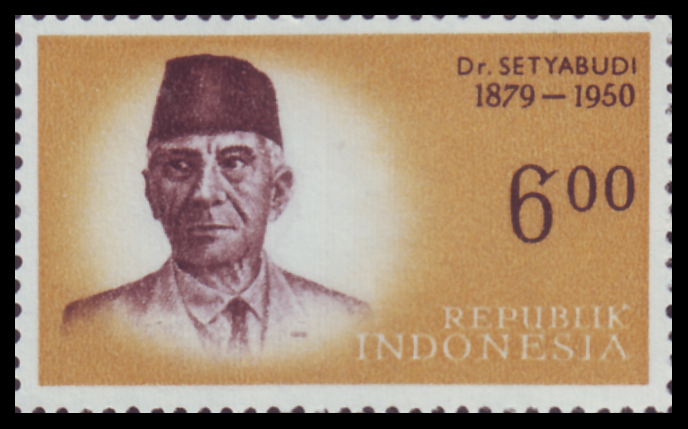 Dr. SETYABUDI
1879 – 1950
600
REPUBLIK
INDONESIA